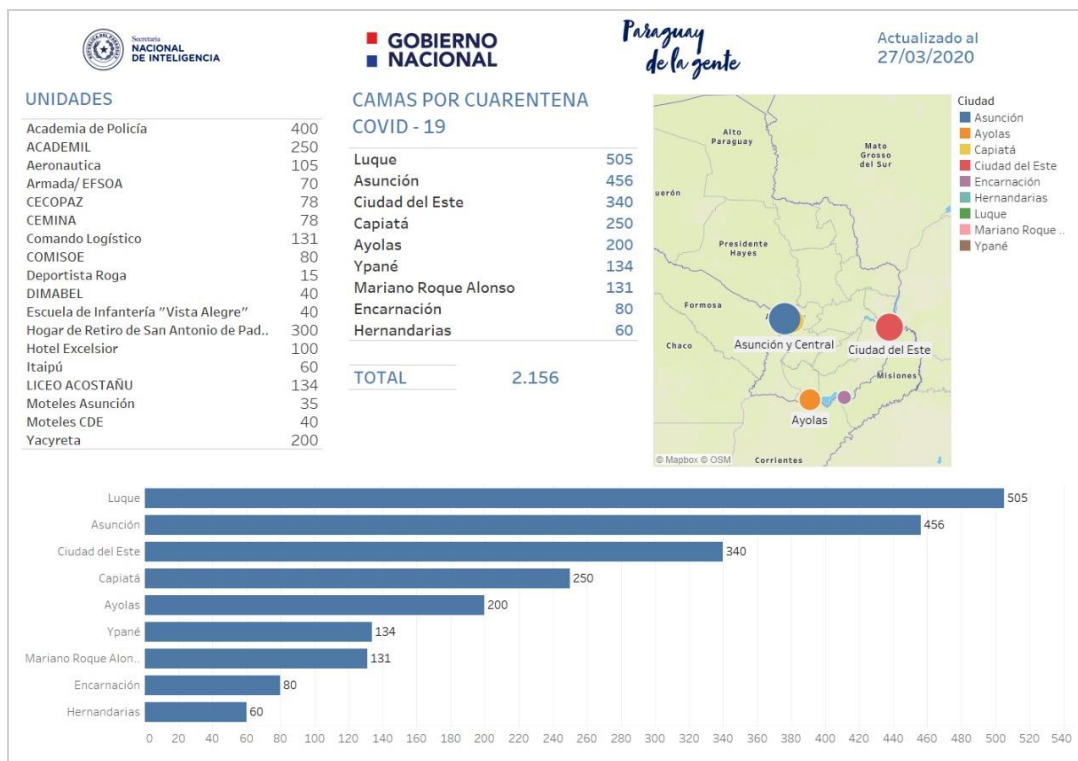 Secretaría
NACIONAL
DE INTELIGENCIA
GOBIERNO
NACIONAL
Paraguay
de la gente
Actualizado al
27/03/2020
UNIDADES
Academia de Policía 400
ACADEMIL 250
Aeronautica 105
Armada/ EFSOA 70
CECOPAZ 78
CEMINA 78
Comando Logístico 131
COMISOE 80
Deportista Roga 15
DIMABEL 40
Escuela de Infantería "Vista Alegre" 40
Hogar de Retiro de San Antonio de Pad.. 300
Hotel Excelsior 100
Itaipú 60
LICEO ACOSTAÑU 134
Moteles Asunción 35
Moteles CDE 40
Yacyreta 200
CAMAS POR CUARENTENA
COVID - 19
Luque 505
Asunción 456
Ciudad del Este 340
Capiatá 250
Ayolas 200
Ypané 134
Mariano Roque Alonso 131
Encarnación 80
Hernandarias 60
TOTAL 2.156
Alto
Paraguay
Mato
Grosso
del Sur
uerón
Presidente
Hayes
Formosa
Chaco
Asunción y Central
Ciudad del Este
Misiones
Ayolas
Corrientes
© Mapbox © OSM
Ciudad
Asunción
Ayolas
Capiatá
Ciudad del Este
Encarnación
Hernandarias
Luque
Mariano Roque ..
Ypané
Luque 505
Asunción 456
Ciudad del Este 340
Capiatá 250
Ayolas 200
Ypané 134
Mariano Roque Alon.. 131
Encarnación 80
Hernandarias 60
0 20 40 60 80 100 120 140 160 180 200 220 240 260 280 300 320 340 360 380 400 420 440 460 480 500 520 540